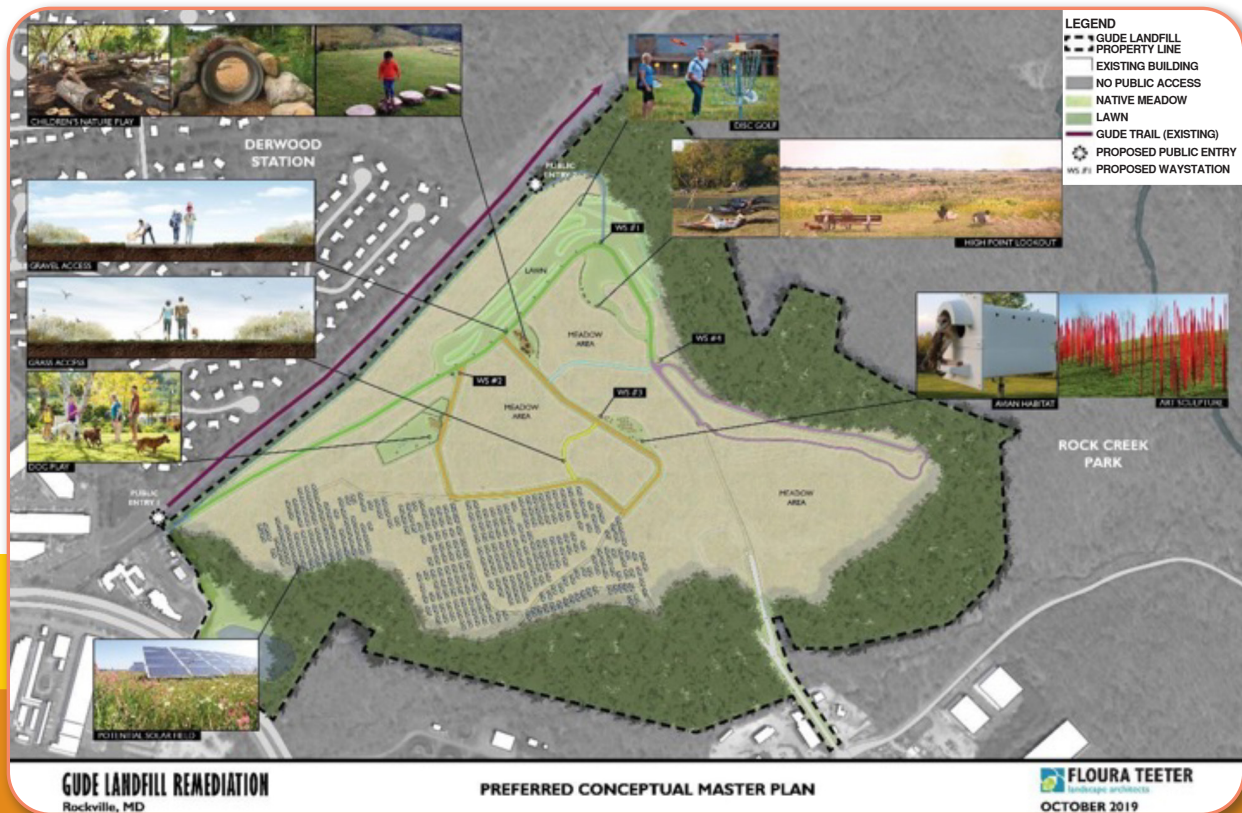 LEGEND
GUDE LANDFILL
PROPERTY LINE
EXISTING BUILDING
NO PUBLIC ACCESS
NATIVE MEADOW
LAWN
GUDE TRAIL (EXISTING)
PROPOSED PUBLIC ENTRY
WS #1 PROPOSED WAYSTATION
CHILDREN'S NATURE PLAY
DISC GOLF
DERWOOD
STATION
PUBLIC
ENTRY
WS #1
HIGH POINT LOOKOUT
GRAVEL ACCESS
LAWN
MEADOW
AREA
WS #4
GRASS ACCESS
WS #2
MEADOW
AREA
WS #3
AVIAN HABITAT
ART SCULPTURE
DOG PLAY
ROCK CREEK
PARK
PUBLIC
ENTRY 1
MEADOW
AREA
POTENTIAL SOLAR FIELD
GUDE LANDFILL REMEDIATION
Rockville, MD
PREFERRED CONCEPTUAL MASTER PLAN
FLOURA TEETER
landscape architects
OCTOBER 2019